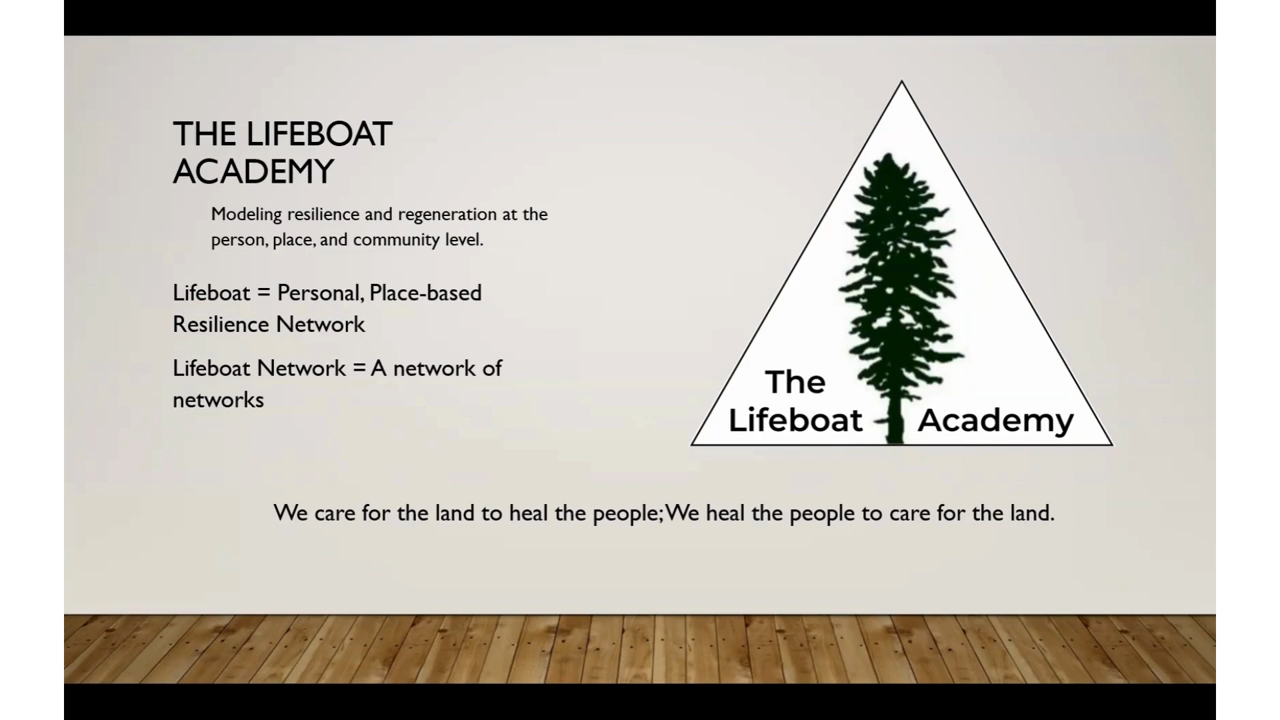 THE LIFEBOAT
ACADEMY
Modeling resilience and regeneration at the
person, place, and community level.
Lifeboat = Personal, Place-based
Resilience Network
Lifeboat Network = A network of
networks
The
Lifeboat Academy
We care for the land to heal the people; We heal the people to care for the land.